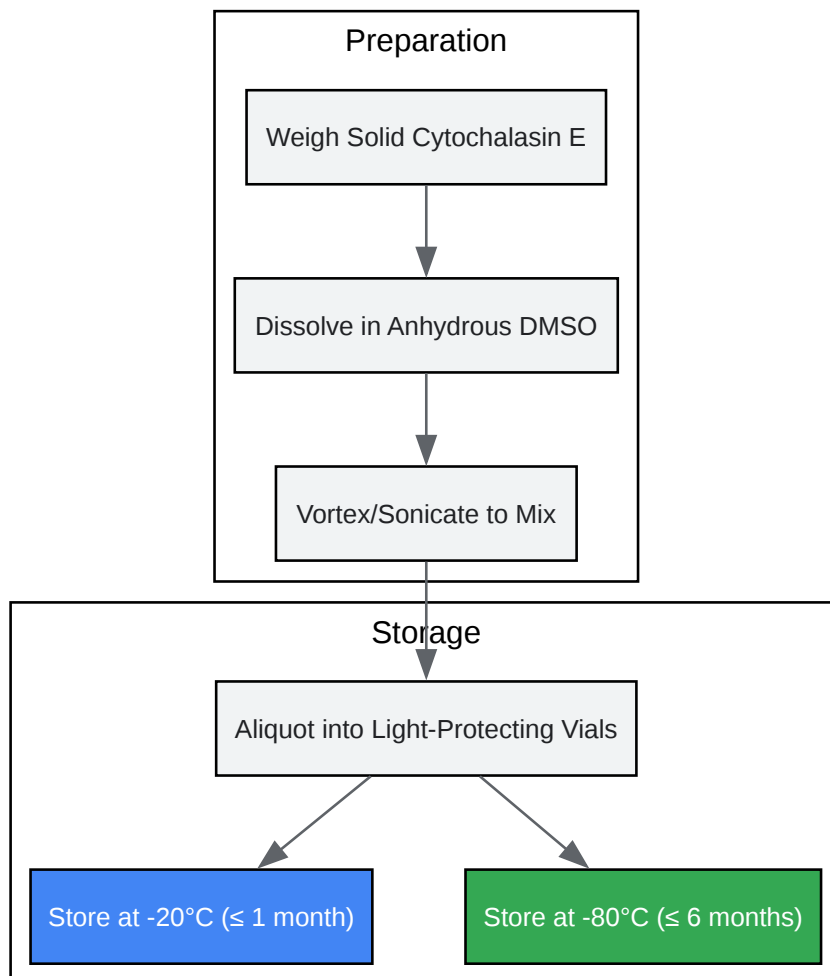 Preparation
Weigh Solid Cytochalasin E
Dissolve in Anhydrous DMSO
Vortex/Sonicate to Mix
Storage
Aliquot into Light-Protecting Vials
Store at -20°C (≤ 1 month)
Store at -80°C (≤ 6 months)